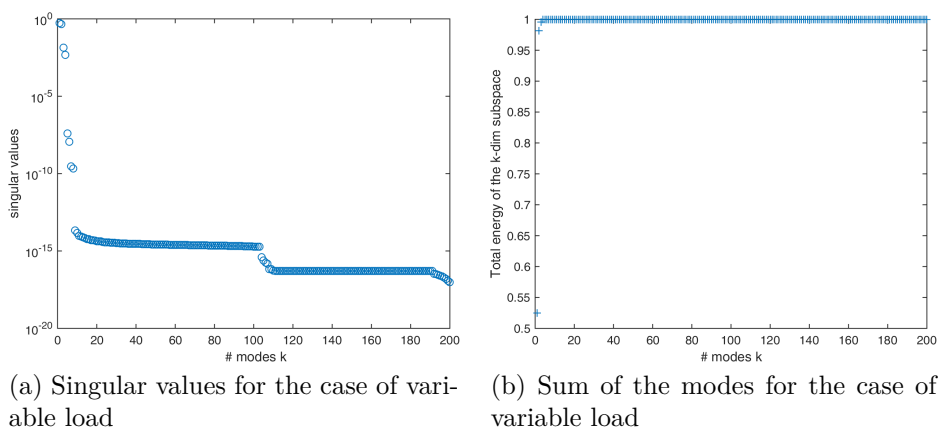 10^0
10^-5
10^-10
10^-15
10^-20
singular values
0 20 40 60 80 100 120 140 160 180 200
# modes k
1
0.95
0.9
0.85
0.8
0.75
0.7
0.65
0.6
0.55
0.5
Total energy of the k-dim subspace
0 20 40 60 80 100 120 140 160 180 200
# modes k
(a) Singular values for the case of vari-
able load
(b) Sum of the modes for the case of
variable load